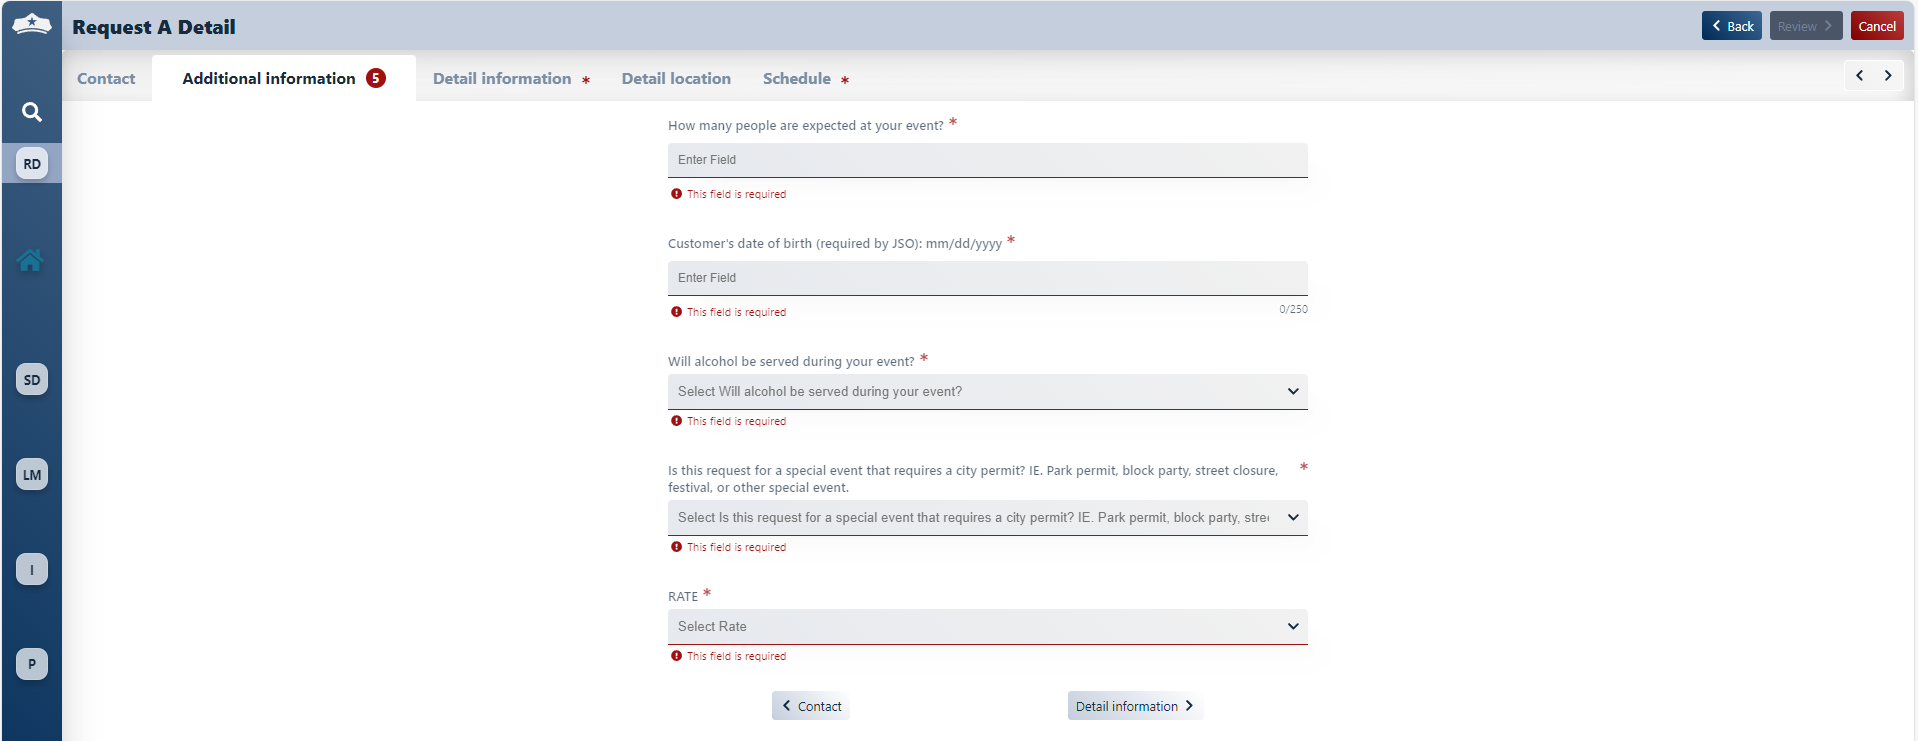 Request A Detail
Back
Review
Cancel
Contact
Additional information 5
Detail information *
Detail location
Schedule *
RD
SD
LM
I
P
How many people are expected at your event? *
Enter Field
This field is required
Customer's date of birth (required by JSO): mm/dd/yyyy *
Enter Field
This field is required
0/250
Will alcohol be served during your event? *
Select Will alcohol be served during your event?
This field is required
Is this request for a special event that requires a city permit? IE. Park permit, block party, street closure, *
festival, or other special event.
Select Is this request for a special event that requires a city permit? IE. Park permit, block party, stree
This field is required
RATE *
Select Rate
This field is required
Contact
Detail information